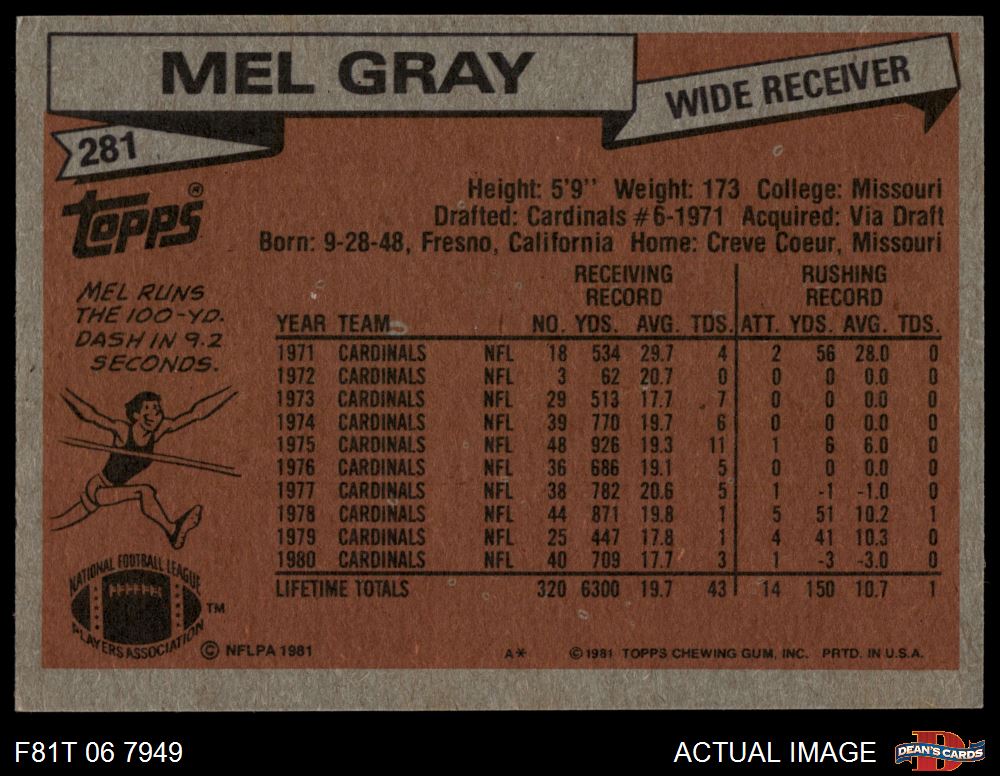 MEL GRAY
WIDE RECEIVER
281
Topps®
Height: 5'9" Weight: 173 College: Missouri
Drafted: Cardinals #6-1971 Acquired: Via Draft
Born: 9-28-48, Fresno, California Home: Creve Coeur, Missouri
MEL RUNS
THE 100-YD.
DASH IN 9.2
SECONDS.
RECEIVING RECORD RUSHING RECORD
YEAR TEAM NO. YDS. AVG. TDS. ATT. YDS. AVG. TDS.
1971 CARDINALS NFL 18 534 29.7 4 2 56 28.0 0
1972 CARDINALS NFL 3 62 20.7 0 0 0 0.0 0
1973 CARDINALS NFL 29 513 17.7 7 0 0 0.0 0
1974 CARDINALS NFL 39 770 19.7 6 0 0 0.0 0
1975 CARDINALS NFL 48 926 19.3 11 1 6 6.0 0
1976 CARDINALS NFL 36 686 19.1 5 0 0 0.0 0
1977 CARDINALS NFL 38 782 20.6 5 1 -1 -1.0 0
1978 CARDINALS NFL 44 871 19.8 1 5 51 10.2 1
1979 CARDINALS NFL 25 447 17.8 1 4 41 10.3 0
1980 CARDINALS NFL 40 709 17.7 3 1 -3 -3.0 0
LIFETIME TOTALS 320 6300 19.7 43 14 150 10.7 1
NATIONAL FOOTBALL LEAGUE
PLAYERS ASSOCIATION
TM
© NFLPA 1981
A* © 1981 TOPPS CHEWING GUM, INC. PRTD. IN U.S.A.
F81T 06 7949
ACTUAL IMAGE
D
DEAN'S CARDS